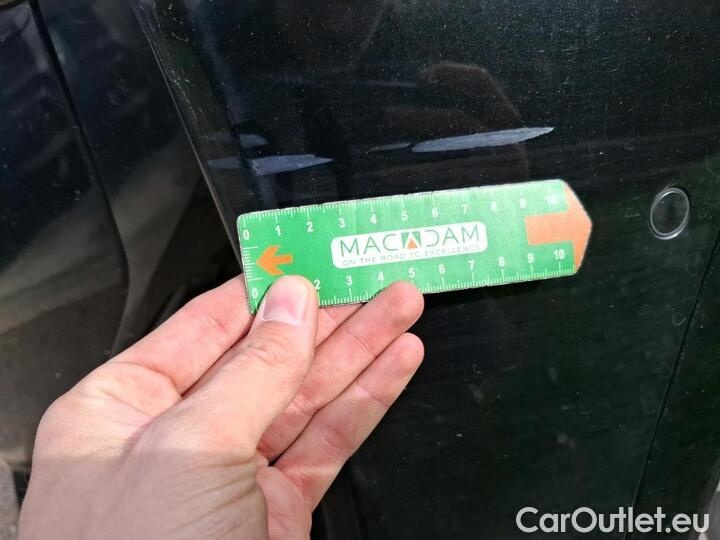 0 1 2 3 4 5 6 7 8 9 10
MACADAM
ON THE ROAD TO EXCELLENCE
0 2 3 4 5 6 7 8 9 10
CarOutlet.eu